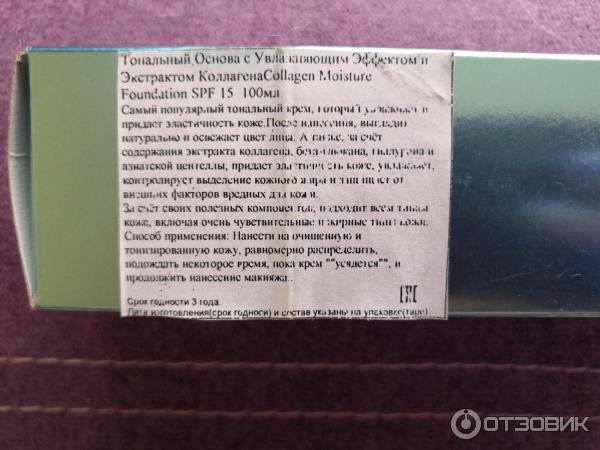 Тональный Основа с Увлажняющим Эффектом и
Экстрактом КоллагенаCollagen Moisture
Foundation SPF 15 100мл
Самый популярный тональный крем, который увлажняет и
придает эластичность коже.После нанесения, выглядит
натурально и освежает цвет лица. А также, за счёт
содержания экстракта коллагена, бета-глюкана, гиалурона и
азиатской центеллы, придает эластичность коже, увлажняет,
контролирует выделение кожного жира и защищает от
внешних факторов вредных для кожи.
За счёт своих полезных компонентов, подходит всем типам
кожи, включая очень чувствительные и жирные типы кожи.
Способ применения: Нанести на очищенную и
тонизированную кожу, равномерно распределить,
подождать некоторое время, пока крем ""усядется"", и
продолжить нанесение макияжа..
Срок годности 3 года.
EAC
Дата изготовления(срок годноси) и состав указаны на упаковке(таре)
ОТЗОВИК